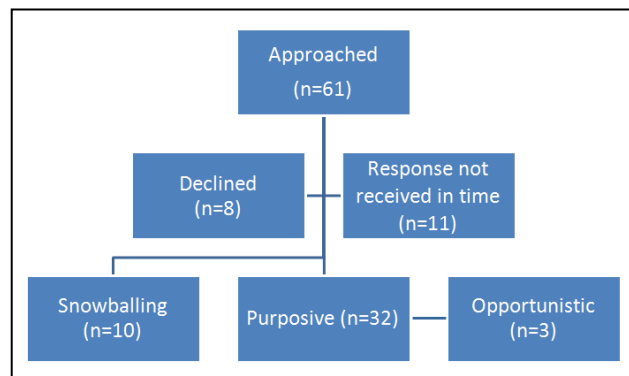 Approached
(n=61)
Declined
(n=8)
Response not
received in time
(n=11)
Snowballing
(n=10)
Purposive (n=32)
Opportunistic
(n=3)